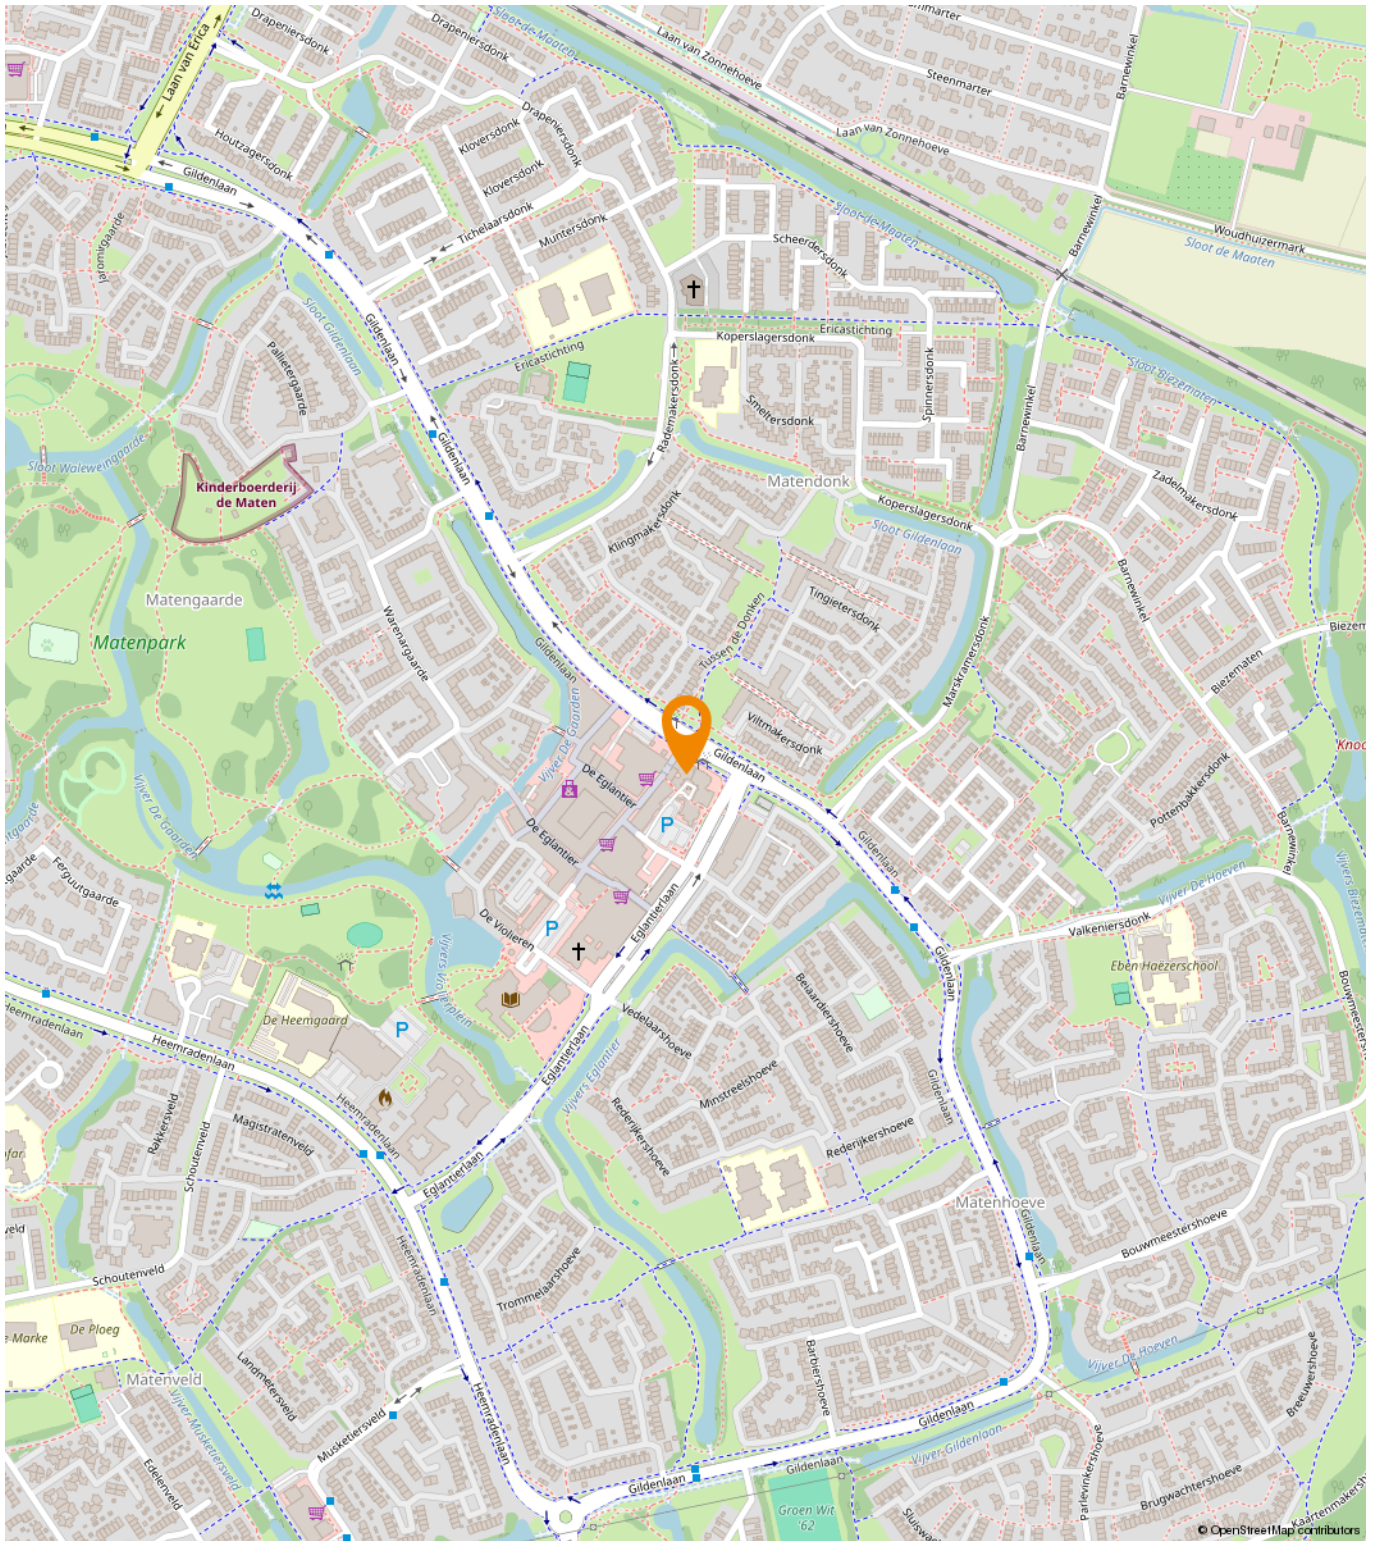 Drapeniersdonk
Drapeniersdonk
Sloot de Maaten
Laan van Zonnehoeve
Steenmarter
Barnewinkel
Laan van Erica
Laan van Zonnehoeve
Drapeniersdonk
Kloversdonk
Kloversdonk
Houtzagersdonk
Gildenlaan
Tichelaarsdonk
Muntersdonk
Sloot de Maaten
Scheerdersdonk
Barnewinkel
Woudhuizermark
Sloot de Maaten
Jaromirgaarde
Sloot Gildenlaan
Gildenlaan
Ericastichting
Koperslagersdonk
Ericastichting
Pallietergaarde
Rademakersdonk
Smeltersdonk
Spinnersdonk
Sloot Biezematen
Barnewinkel
Sloot Waleweingaarde
Gildenlaan
Kinderboerderij
de Maten
Matendonk
Zadelmakersdonk
Koperslagersdonk
Sloot Gildenlaan
Klingmakersdonk
Matengaarde
Tingietersdonk
Barnewinkel
Matenpark
Warenargaarde
Tussen de Donken
Gildenlaan
Marskramersdonk
Biezematen
Vijver De Gaarden
Viltmakersdonk
Gildenlaan
De Eglantier
De Eglantier
Vijver De Gaarden
Pottenbakkersdonk
Barnewinkel
Gildenlaan
Ferguutgaarde
Eglantierlaan
Vijver De Hoeven
Vijvers Biezematen
De Violieren
Valkeniersdonk
Eben Haëzerschool
Gildenlaan
Vijvers Violierplein
Beiaardiershoeve
De Heemgaard
Heemradenlaan
Heemradenlaan
Vedelaarshoeve
Eglantierlaan
Vijvers Eglantier
Minstreelshoeve
Gildenlaan
Rakkersveld
Schoutenveld
Magistratenveld
Heemradenlaan
Rederijkershoeve
Rederijkershoeve
Eglantierlaan
Matenhoeve
Gildenlaan
Bouwmeestershoeve
Heemradenlaan
Schoutenveld
Trommelaarshoeve
De Ploeg
Matenveld
Landmetersveld
Barbiershoeve
Vijver De Hoeven
Breeuwershoeve
Vijver Musketiersveld
Musketiersveld
Heemradenlaan
Gildenlaan
Vijver Gildenlaan
Gildenlaan
Gildenlaan
Edelenveld
Parlevinkershoeve
Brugwachtershoeve
Groen Wit
'62
© OpenStreetMap contributors